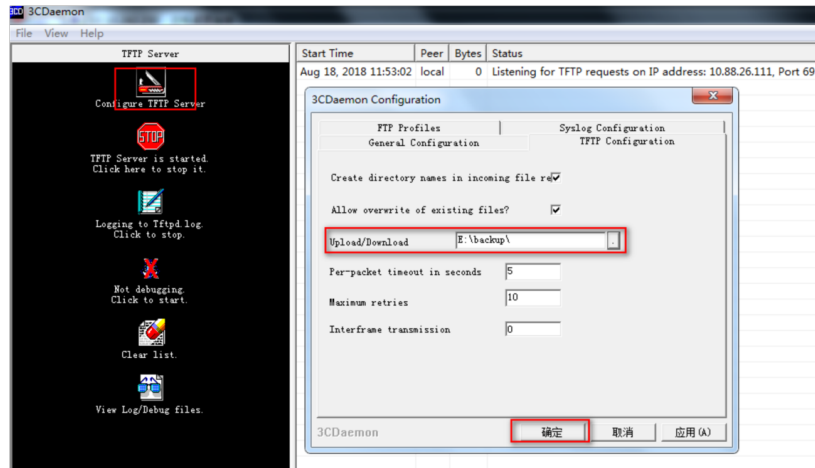 3CD 3CDaemon
File View Help
TFTP Server
Configure TFTP Server
STOP
TFTP Server is started.
Click here to stop it.
Logging to Tftpd.log.
Click to stop.
Not debugging.
Click to start.
Clear list.
View Log/Debug files.
Start Time Peer Bytes Status
Aug 18, 2018 11:53:02 local 0 Listening for TFTP requests on IP address: 10.88.26.111, Port 69
3CDaemon Configuration
FTP Profiles Syslog Configuration
General Configuration TFTP Configuration
Create directory names in incoming file re
Allow overwrite of existing files?
Upload/Download E:\backup\ .
Per-packet timeout in seconds 5
Maximum retries 10
Interframe transmission 0
3CDaemon 确定 取消 应用(A)